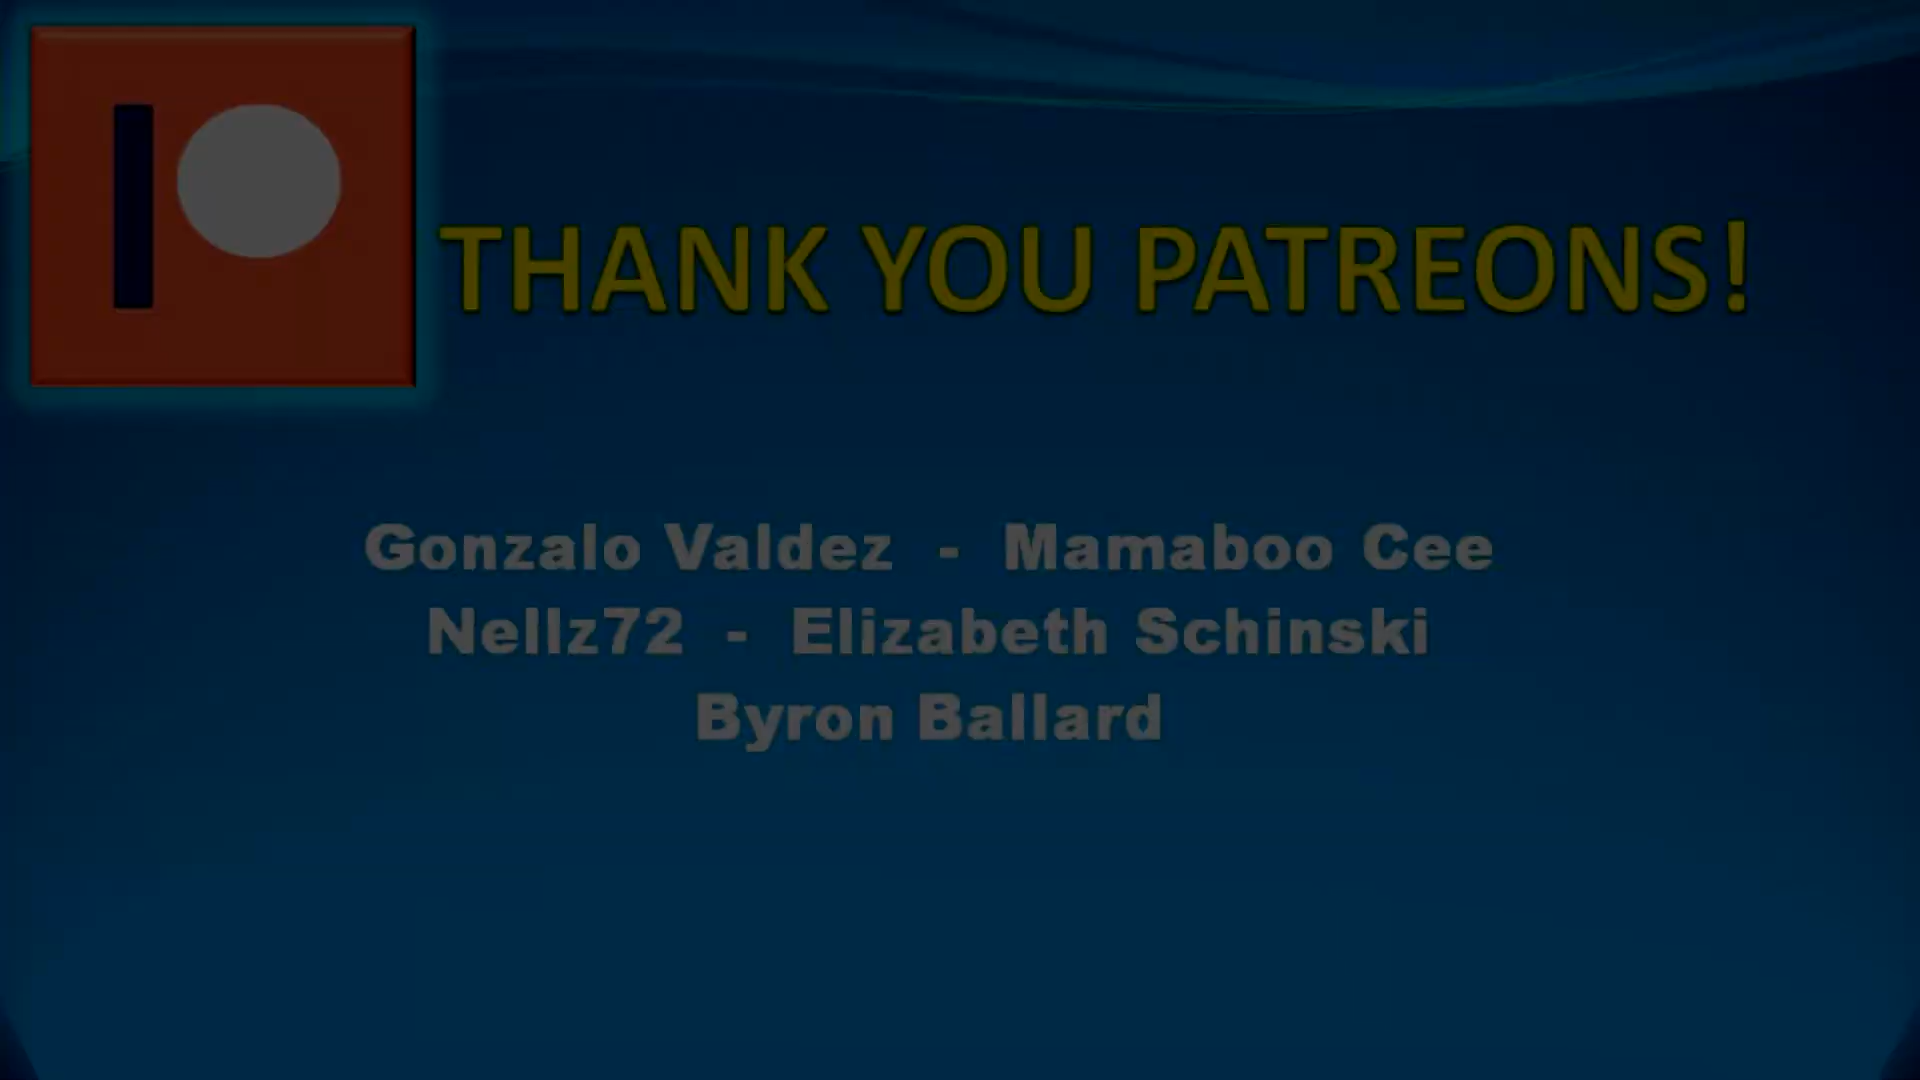 THANK YOU PATREONS!
Gonzalo Valdez - Mamaboo Cee
Nellz72 - Elizabeth Schinski
Byron Ballard